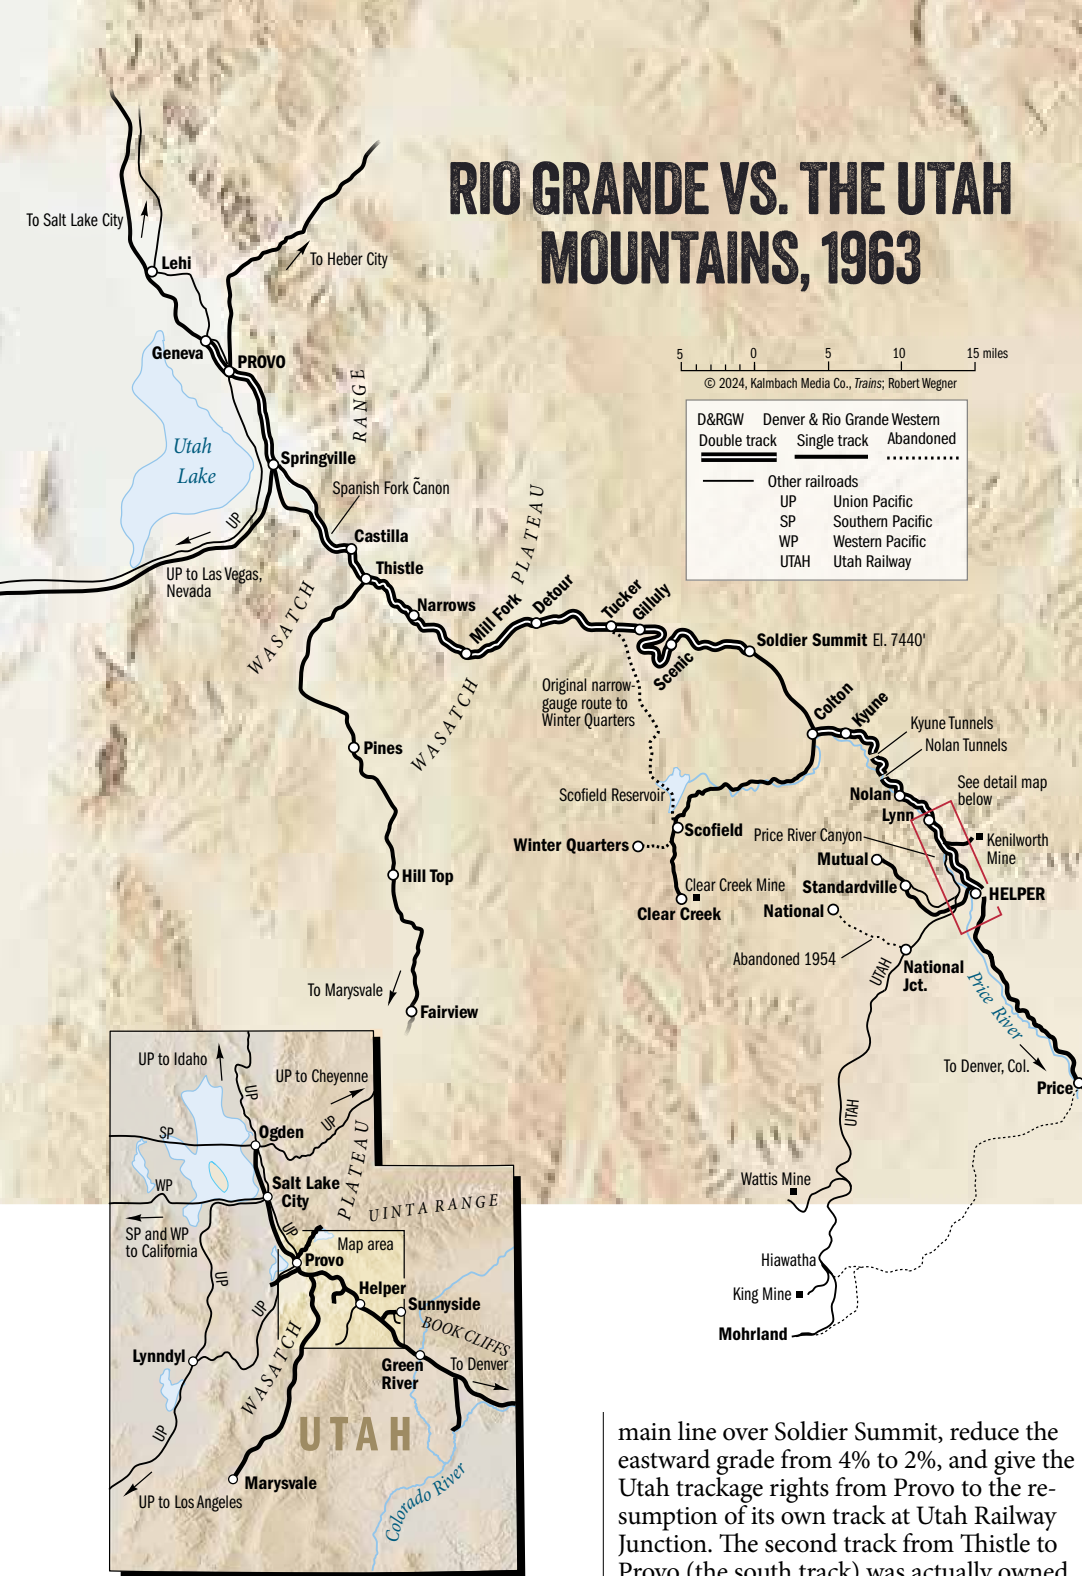 RIO GRANDE VS. THE UTAH
MOUNTAINS, 1963
To Salt Lake City
Lehi
To Heber City
Geneva
PROVO
5 0 5 10 15 miles
© 2024, Kalmbach Media Co., Trains; Robert Wegner
D&RGW Denver & Rio Grande Western
Double track Single track Abandoned
Other railroads
UP Union Pacific
SP Southern Pacific
WP Western Pacific
UTAH Utah Railway
RANGE
Utah
Lake
Springville
Spanish Fork Cañon
UP
Castilla
UP to Las Vegas,
Nevada
Thistle
PLATEAU
WASATCH
Narrows
Mill Fork
Detour
Tucker
Gilluly
Scenic
Soldier Summit El. 7440'
WASATCH
Original narrow-
gauge route to
Winter Quarters
Colton
Kyune
Kyune Tunnels
Nolan Tunnels
Pines
Scofield Reservoir
Nolan
See detail map
below
Lynn
Scofield
Price River Canyon
Kenilworth
Mine
Winter Quarters
Mutual
Hill Top
Clear Creek Mine
Standardville
HELPER
Clear Creek
National
Abandoned 1954
National
Jct.
UTAH
Price River
To Marysvale
Fairview
To Denver, Col.
Price
UTAH
Wattis Mine
Hiawatha
King Mine
Mohrland
UP to Idaho
UP
UP to Cheyenne
UP
SP
Ogden
PLATEAU
WP
Salt Lake
City
UINTA RANGE
SP and WP
to California
UP
Map area
Provo
UP
UP
Helper
Sunnyside
BOOK CLIFFS
Lynndyl
WASATCH
Green
River
To Denver
UP
UTAH
Marysvale
UP to Los Angeles
Colorado River
main line over Soldier Summit, reduce the
eastward grade from 4% to 2%, and give the
Utah trackage rights from Provo to the re-
sumption of its own track at Utah Railway
Junction. The second track from Thistle to
Provo (the south track) was actually owned